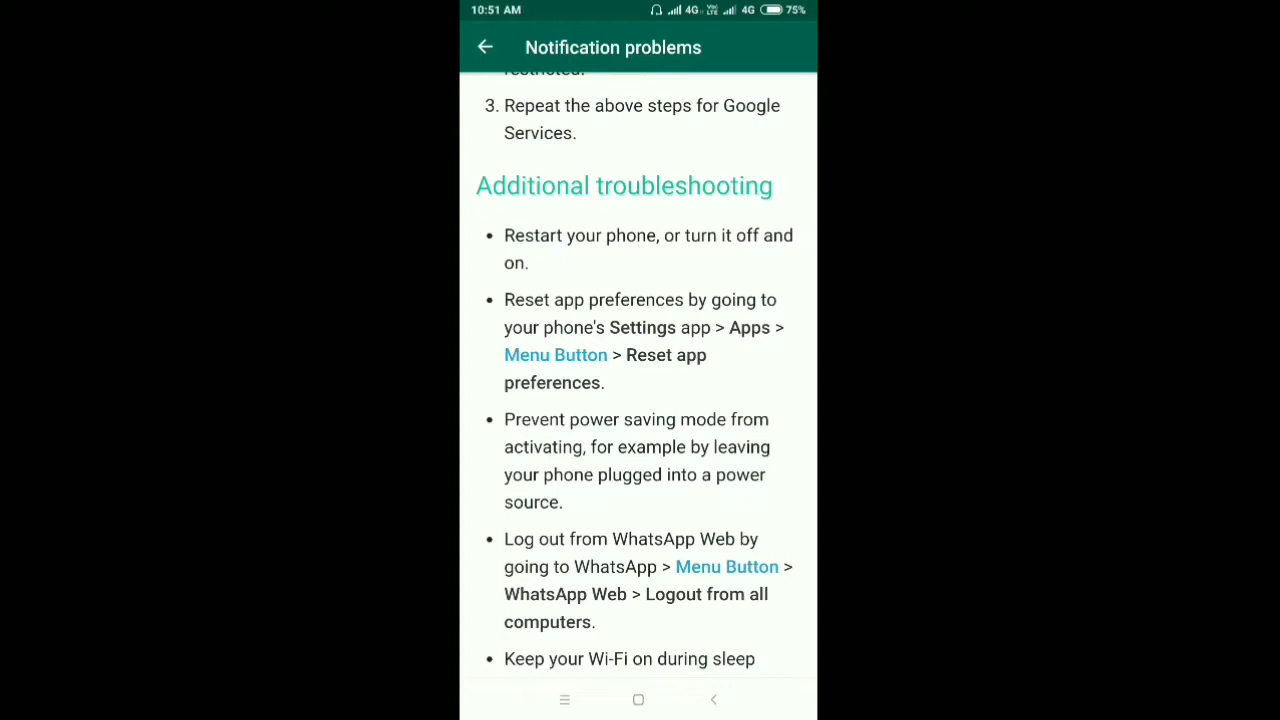 10:51 AM 4G VoLTE 4G 75%
Notification problems
restricted.
3. Repeat the above steps for Google
Services.
Additional troubleshooting
• Restart your phone, or turn it off and
on.
• Reset app preferences by going to
your phone's Settings app > Apps >
Menu Button > Reset app
preferences.
• Prevent power saving mode from
activating, for example by leaving
your phone plugged into a power
source.
• Log out from WhatsApp Web by
going to WhatsApp > Menu Button >
WhatsApp Web > Logout from all
computers.
• Keep your Wi-Fi on during sleep